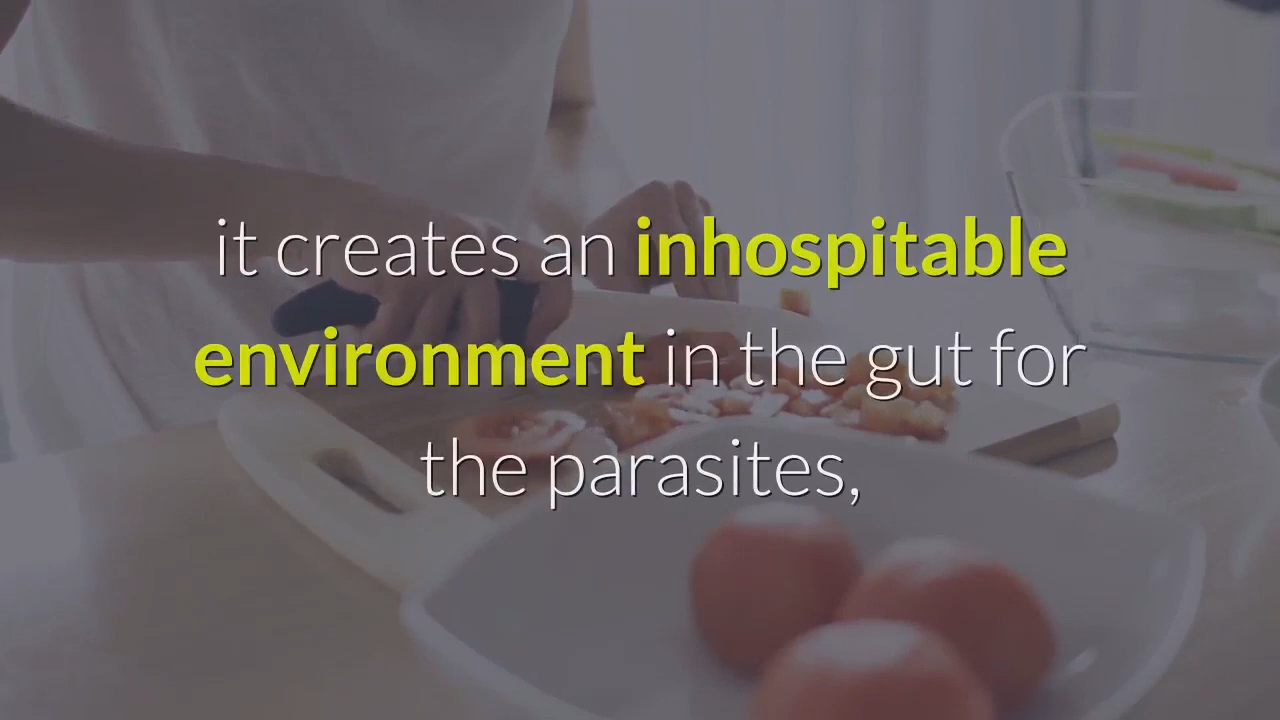 it creates an inhospitable
environment in the gut for
the parasites,